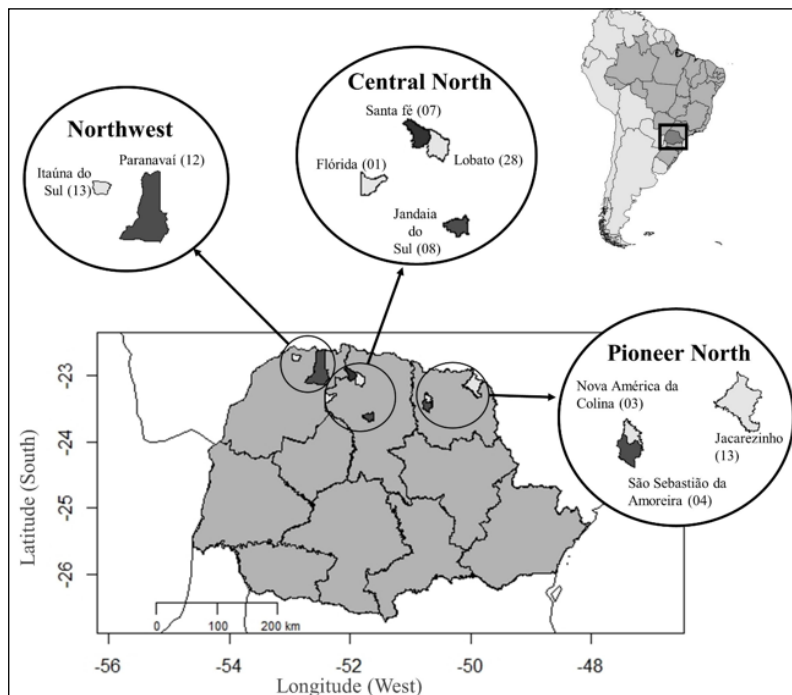 Northwest
Itaúna do
Sul (13)
Paranavaí (12)
Central North
Santa fé (07)
Lobato (28)
Flórida (01)
Jandaia
do
Sul (08)
Pioneer North
Nova América da
Colina (03)
Jacarezinho
(13)
São Sebastião da
Amoreira (04)
Latitude (South)
-23
-24
-25
-26
0 100 200 km
-56 -54 -52 -50 -48
Longitude (West)